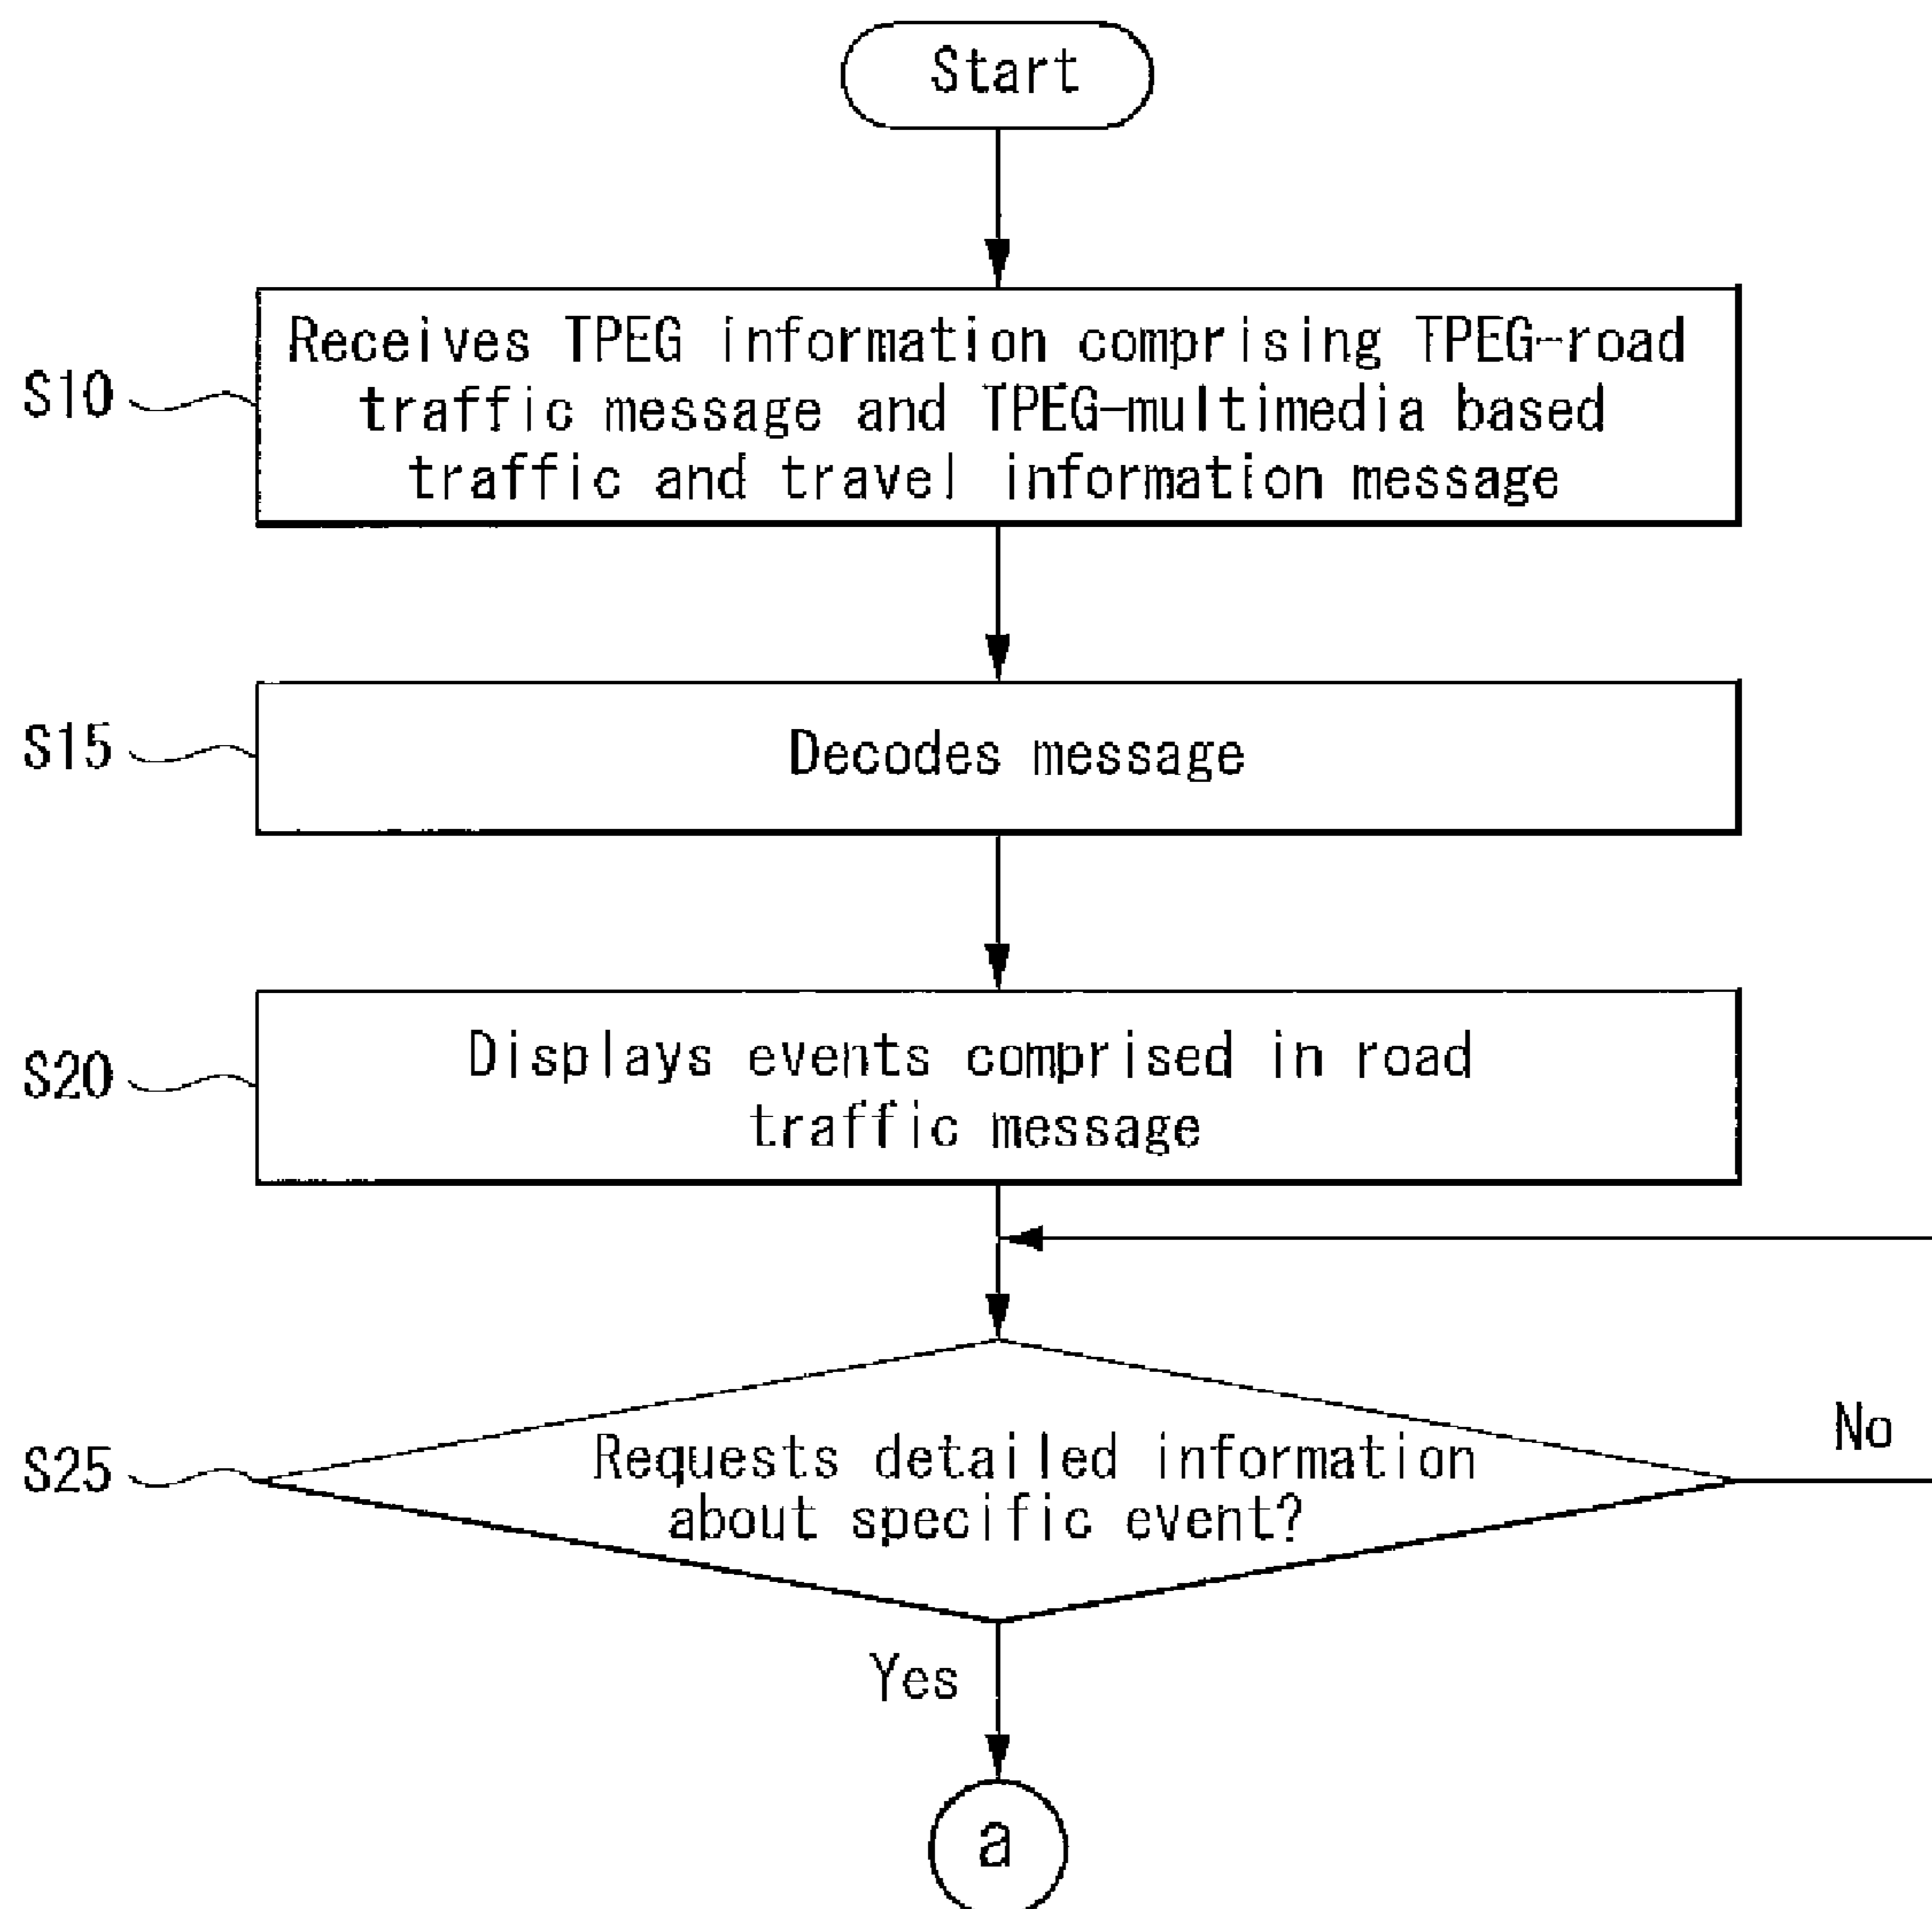 Start
S10
Receives TPEG information comprising TPEG-road
traffic message and TPEG-multimedia based
traffic and travel information message
S15
Decodes message
S20
Displays events comprised in road
traffic message
S25
Requests detailed information
about specific event?
No
Yes
a